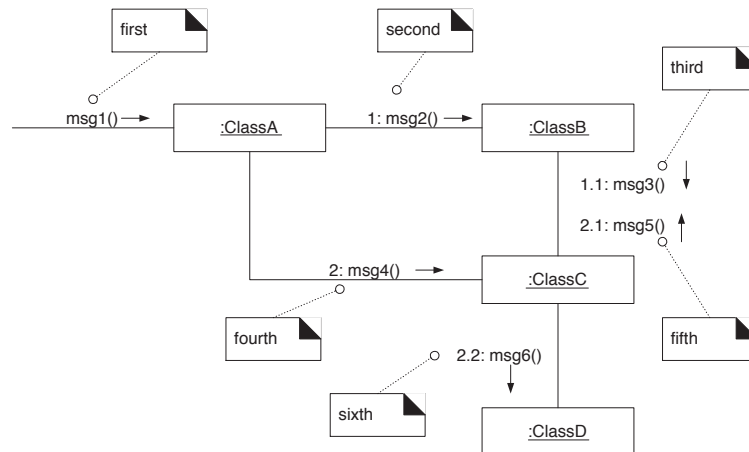 first
second
third
msg1()
:ClassA
1: msg2()
:ClassB
1.1: msg3()
2.1: msg5()
2: msg4()
:ClassC
fourth
fifth
2.2: msg6()
sixth
:ClassD